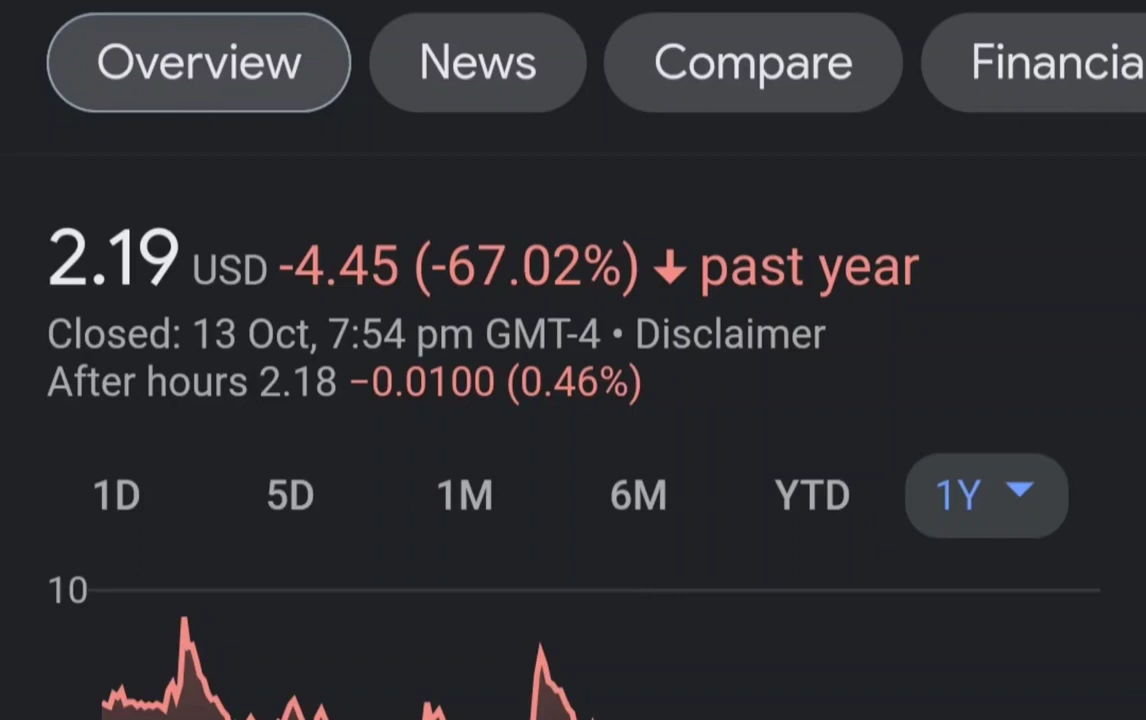 Overview News Compare Financia
2.19 USD -4.45 (-67.02%) ↓ past year
Closed: 13 Oct, 7:54 pm GMT-4 • Disclaimer
After hours 2.18 −0.0100 (0.46%)
1D 5D 1M 6M YTD 1Y
10